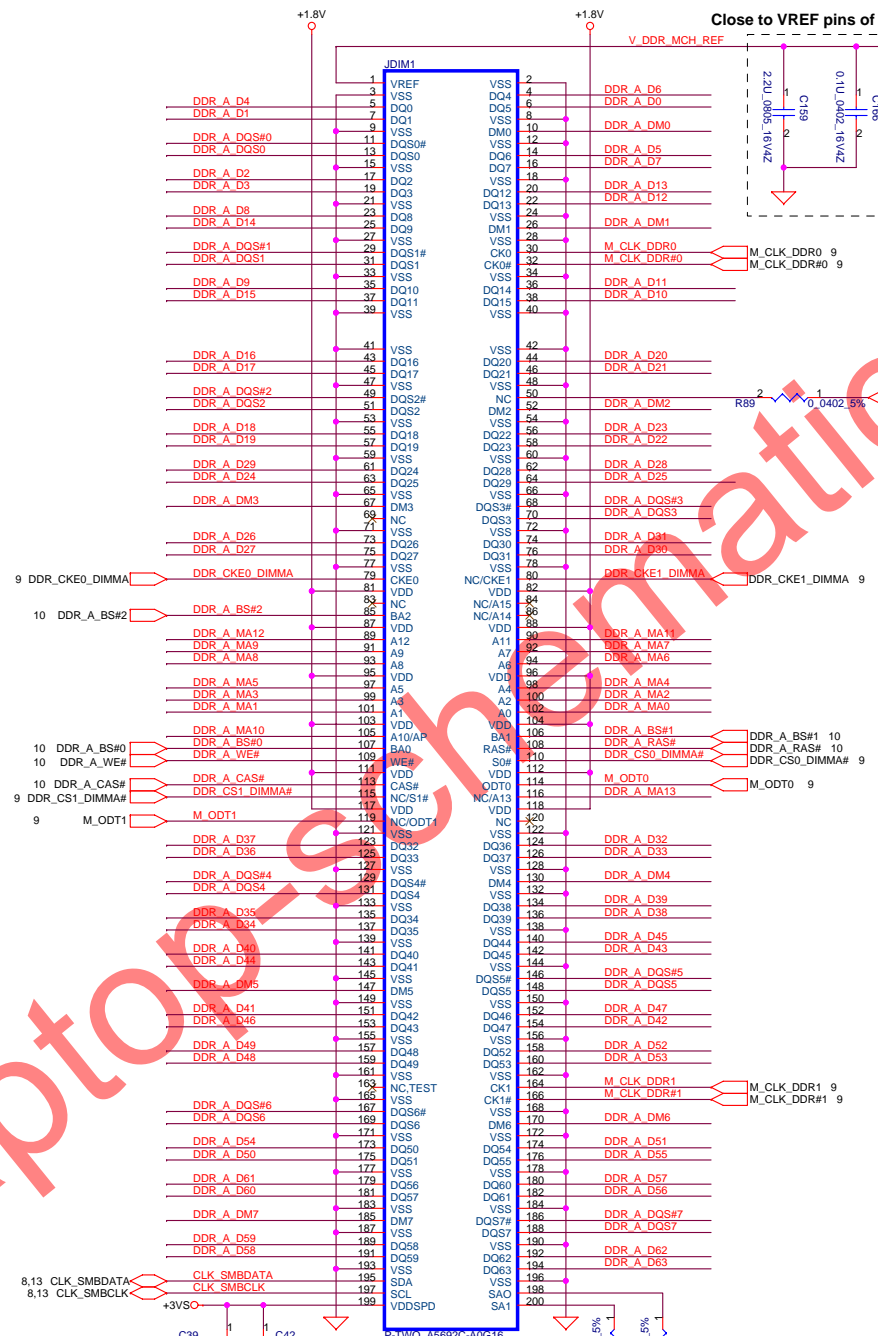 +1.8V +1.8V
Close to VREF pins of
V_DDR_MCH_REF
JDIM1
2.2U_0805_16V4Z 1 2 C159
0.1U_0402_16V4Z 1 2 C166
1 VREF VSS 2
3 VSS DQ4 4 DDR_A_D6
DDR_A_D4 5 DQ0 DQ5 6 DDR_A_D0
DDR_A_D1 7 DQ1 VSS 8
9 VSS DM0 10 DDR_A_DM0
DDR_A_DQS#0 11 DQS0# VSS 12
DDR_A_DQS0 13 DQS0 DQ6 14 DDR_A_D5
15 VSS DQ7 16 DDR_A_D7
DDR_A_D2 17 DQ2 VSS 18
DDR_A_D3 19 DQ3 DQ12 20 DDR_A_D13
21 VSS DQ13 22 DDR_A_D12
DDR_A_D8 23 DQ8 VSS 24
DDR_A_D14 25 DQ9 DM1 26 DDR_A_DM1
27 VSS VSS 28
DDR_A_DQS#1 29 DQS1# CK0 30 M_CLK_DDR0 M_CLK_DDR0 9
DDR_A_DQS1 31 DQS1 CK0# 32 M_CLK_DDR#0 M_CLK_DDR#0 9
33 VSS VSS 34
DDR_A_D9 35 DQ10 DQ14 36 DDR_A_D11
DDR_A_D15 37 DQ11 DQ15 38 DDR_A_D10
39 VSS VSS 40
41 VSS VSS 42
DDR_A_D16 43 DQ16 DQ20 44 DDR_A_D20
DDR_A_D17 45 DQ17 DQ21 46 DDR_A_D21
47 VSS VSS 48
DDR_A_DQS#2 49 DQS2# NC 50 R89 2 1 0_0402_5%
DDR_A_DQS2 51 DQS2 DM2 52 DDR_A_DM2
53 VSS VSS 54
DDR_A_D18 55 DQ18 DQ22 56 DDR_A_D23
DDR_A_D19 57 DQ19 DQ23 58 DDR_A_D22
59 VSS VSS 60
DDR_A_D29 61 DQ24 DQ28 62 DDR_A_D28
DDR_A_D24 63 DQ25 DQ29 64 DDR_A_D25
65 VSS VSS 66
DDR_A_DM3 67 DM3 DQS3# 68 DDR_A_DQS#3
69 NC DQS3 70 DDR_A_DQS3
71 VSS VSS 72
DDR_A_D26 73 DQ26 DQ30 74 DDR_A_D31
DDR_A_D27 75 DQ27 DQ31 76 DDR_A_D30
77 VSS VSS 78
9 DDR_CKE0_DIMMA DDR_CKE0_DIMMA 79 CKE0 NC/CKE1 80 DDR_CKE1_DIMMA DDR_CKE1_DIMMA 9
81 VDD VDD 82
83 NC NC/A15 84
10 DDR_A_BS#2 DDR_A_BS#2 85 BA2 NC/A14 86
87 VDD VDD 88
DDR_A_MA12 89 A12 A11 90 DDR_A_MA11
DDR_A_MA9 91 A9 A7 92 DDR_A_MA7
DDR_A_MA8 93 A8 A6 94 DDR_A_MA6
95 VDD VDD 96
DDR_A_MA5 97 A5 A4 98 DDR_A_MA4
DDR_A_MA3 99 A3 A2 100 DDR_A_MA2
DDR_A_MA1 101 A1 A0 102 DDR_A_MA0
103 VDD VDD 104
DDR_A_MA10 105 A10/AP BA1 106 DDR_A_BS#1 DDR_A_BS#1 10
10 DDR_A_BS#0 DDR_A_BS#0 107 BA0 RAS# 108 DDR_A_RAS# DDR_A_RAS# 10
10 DDR_A_WE# DDR_A_WE# 109 WE# S0# 110 DDR_CS0_DIMMA# DDR_CS0_DIMMA# 9
111 VDD VDD 112
10 DDR_A_CAS# DDR_A_CAS# 113 CAS# ODT0 114 M_ODT0 M_ODT0 9
9 DDR_CS1_DIMMA# DDR_CS1_DIMMA# 115 NC/S1# NC/A13 116 DDR_A_MA13
117 VDD VDD 118
9 M_ODT1 M_ODT1 119 NC/ODT1 NC 120
121 VSS VSS 122
DDR_A_D37 123 DQ32 DQ36 124 DDR_A_D32
DDR_A_D36 125 DQ33 DQ37 126 DDR_A_D33
127 VSS VSS 128
DDR_A_DQS#4 129 DQS4# DM4 130 DDR_A_DM4
DDR_A_DQS4 131 DQS4 VSS 132
133 VSS DQ38 134 DDR_A_D39
DDR_A_D35 135 DQ34 DQ39 136 DDR_A_D38
DDR_A_D34 137 DQ35 VSS 138
139 VSS DQ44 140 DDR_A_D45
DDR_A_D40 141 DQ40 DQ45 142 DDR_A_D43
DDR_A_D44 143 DQ41 VSS 144
145 VSS DQS5# 146 DDR_A_DQS#5
DDR_A_DM5 147 DM5 DQS5 148 DDR_A_DQS5
149 VSS VSS 150
DDR_A_D41 151 DQ42 DQ46 152 DDR_A_D47
DDR_A_D46 153 DQ43 DQ47 154 DDR_A_D42
155 VSS VSS 156
DDR_A_D49 157 DQ48 DQ52 158 DDR_A_D52
DDR_A_D48 159 DQ49 DQ53 160 DDR_A_D53
161 VSS VSS 162
163 NC,TEST CK1 164 M_CLK_DDR1 M_CLK_DDR1 9
165 VSS CK1# 166 M_CLK_DDR#1 M_CLK_DDR#1 9
DDR_A_DQS#6 167 DQS6# VSS 168
DDR_A_DQS6 169 DQS6 DM6 170 DDR_A_DM6
171 VSS VSS 172
DDR_A_D54 173 DQ50 DQ54 174 DDR_A_D51
DDR_A_D50 175 DQ51 DQ55 176 DDR_A_D55
177 VSS VSS 178
DDR_A_D61 179 DQ56 DQ60 180 DDR_A_D57
DDR_A_D60 181 DQ57 DQ61 182 DDR_A_D56
183 VSS VSS 184
DDR_A_DM7 185 DM7 DQS7# 186 DDR_A_DQS#7
187 VSS DQS7 188 DDR_A_DQS7
DDR_A_D59 189 DQ58 VSS 190
DDR_A_D58 191 DQ59 DQ62 192 DDR_A_D62
193 VSS DQ63 194 DDR_A_D63
8,13 CLK_SMBDATA CLK_SMBDATA 195 SDA VSS 196
8,13 CLK_SMBCLK CLK_SMBCLK 197 SCL SAO 198
+3VS 199 VDDSPD SA1 200
C39 1 1 C42 P-TWO_A5692C-A0G16 5% 5%
ptop-schematic